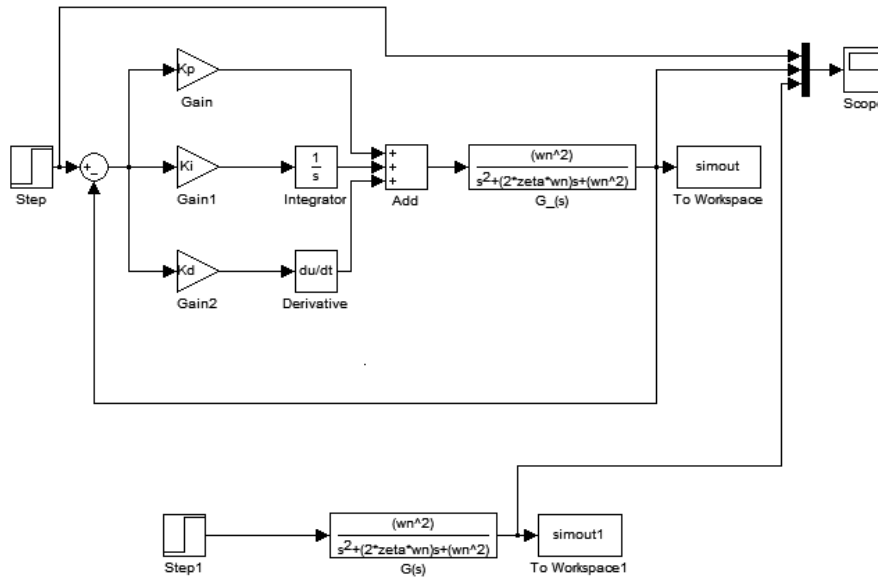 Kp
Gain
Scope
Step
+
−
Ki
Gain1
1
s
Integrator
+
+
+
Add
(wn^2)
s²+(2*zeta*wn)s+(wn^2)
G_(s)
simout
To Workspace
Kd
Gain2
du/dt
Derivative
Step1
(wn^2)
s²+(2*zeta*wn)s+(wn^2)
G(s)
simout1
To Workspace1